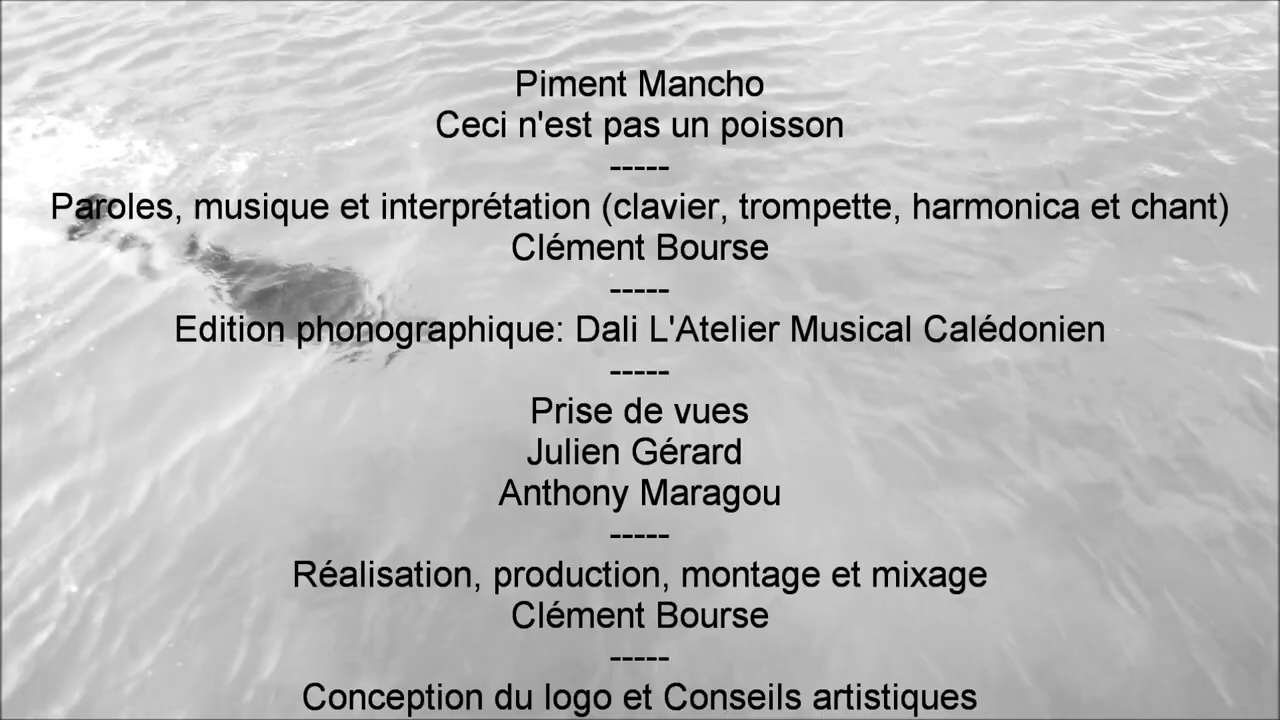 Piment Mancho
Ceci n'est pas un poisson
-----
Paroles, musique et interprétation (clavier, trompette, harmonica et chant)
Clément Bourse
-----
Edition phonographique: Dali L'Atelier Musical Calédonien
-----
Prise de vues
Julien Gérard
Anthony Maragou
-----
Réalisation, production, montage et mixage
Clément Bourse
-----
Conception du logo et Conseils artistiques